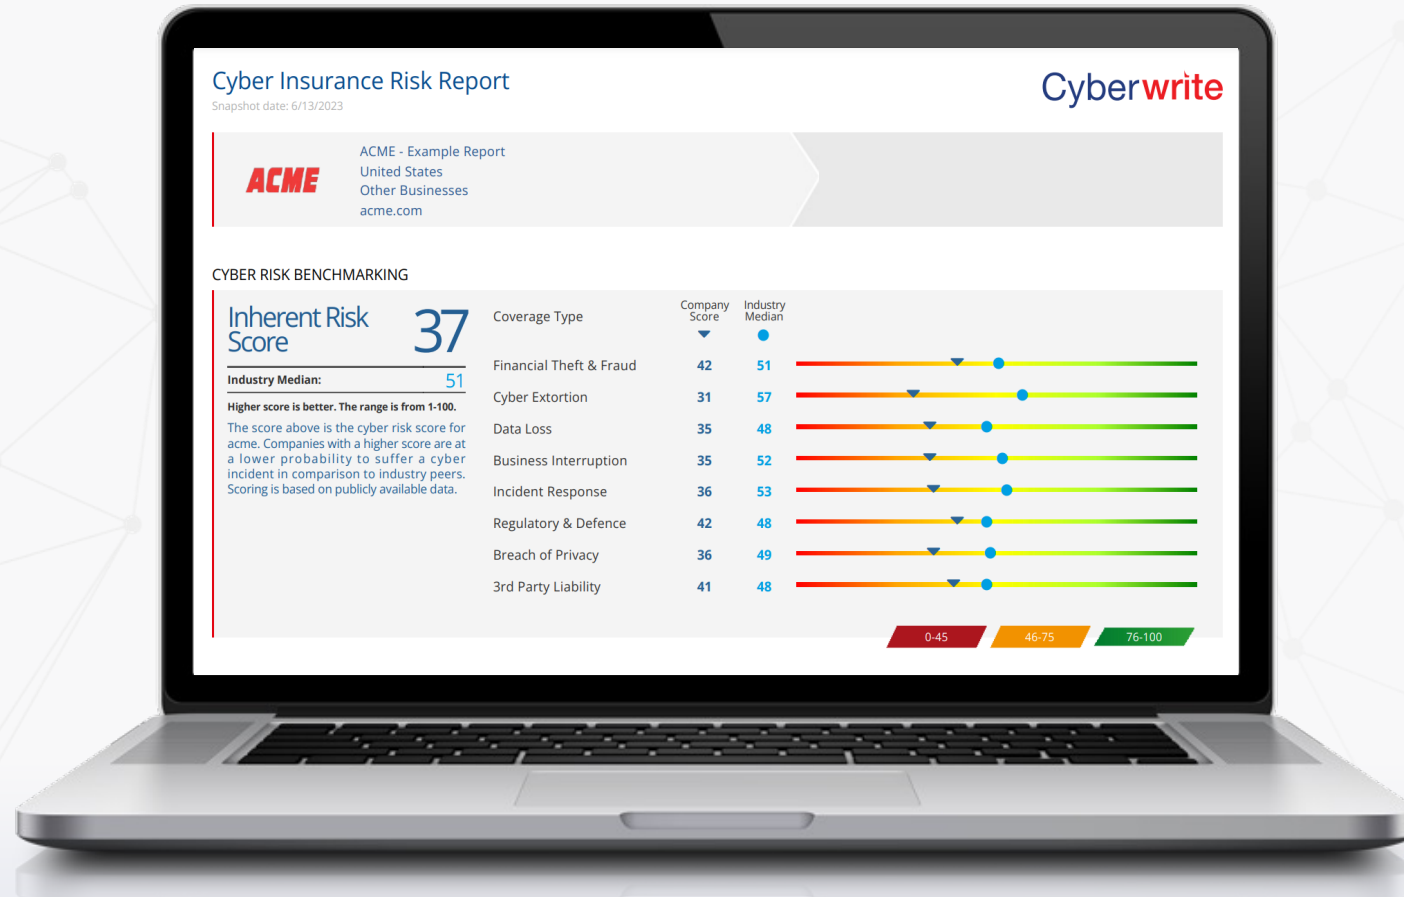 Cyber Insurance Risk Report
Snapshot date: 6/13/2023
Cyberwrite
ACME
ACME - Example Report
United States
Other Businesses
acme.com
CYBER RISK BENCHMARKING
Inherent Risk
Score
37
Industry Median: 51
Higher score is better. The range is from 1-100.
The score above is the cyber risk score for
acme. Companies with a higher score are at
a lower probability to suffer a cyber
incident in comparison to industry peers.
Scoring is based on publicly available data.
Coverage Type
Company
Score
Industry
Median
Financial Theft & Fraud 42 51
Cyber Extortion 31 57
Data Loss 35 48
Business Interruption 35 52
Incident Response 36 53
Regulatory & Defence 42 48
Breach of Privacy 36 49
3rd Party Liability 41 48
0-45 46-75 76-100